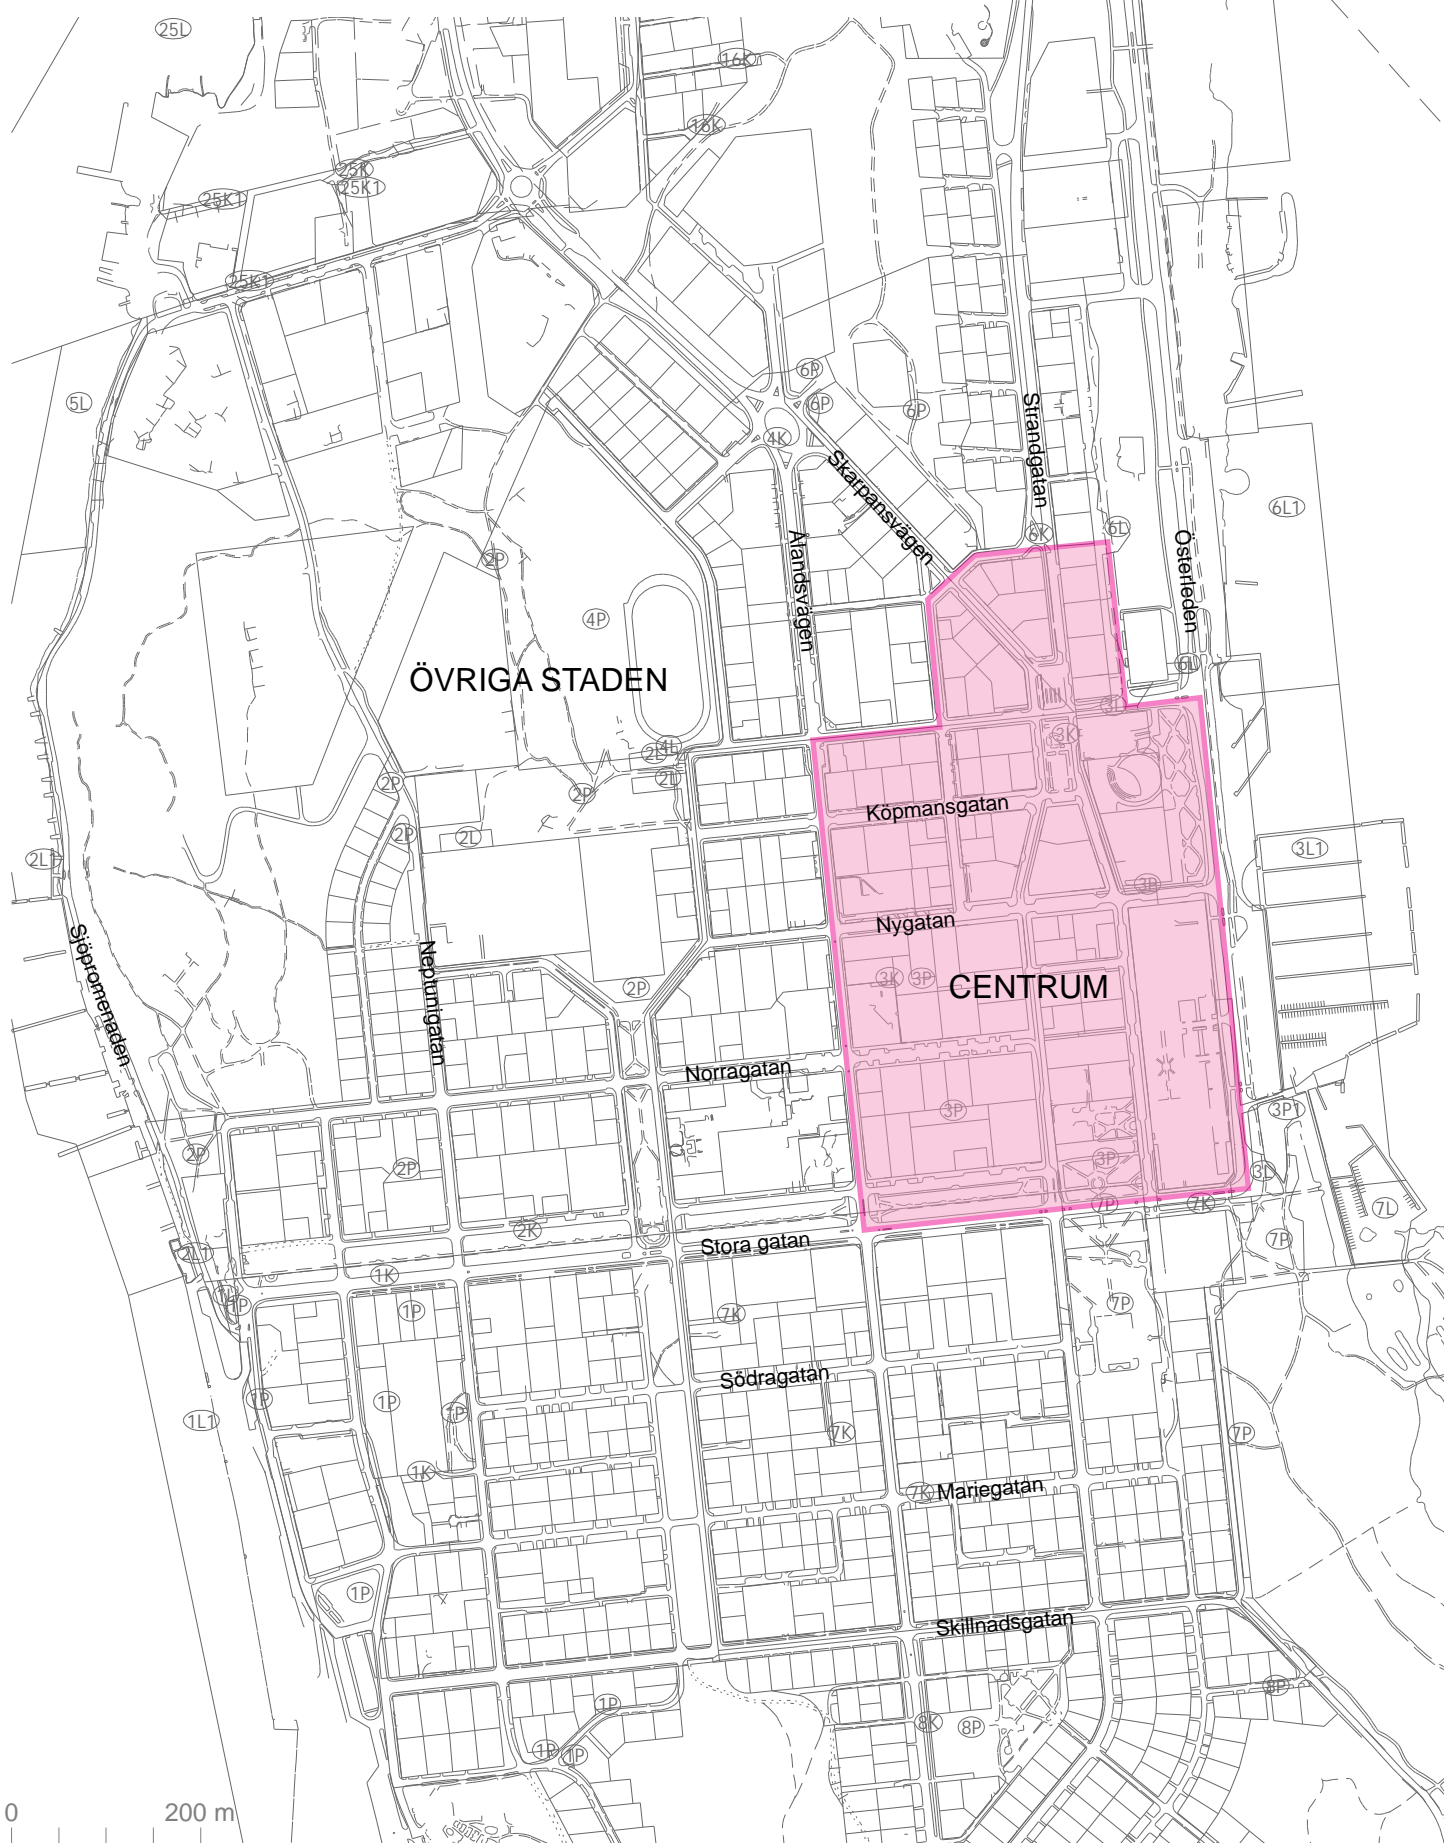 25L
16K
16K
25K
25K1
25K1
25K1
6P
5L
6P
6P
4K
Strandgatan
Skarpansvägen
6L1
6K
6L
Ålandsvägen
Österleden
2P
4P
6L
ÖVRIGA STADEN
3L
3K
4L
2L
2L
2P
2P
Köpmansgatan
2P
2L
3L1
2L1
3P
Nygatan
Sjöpromenaden
Neptunigatan
3K
3P
CENTRUM
2P
Norragatan
3P
3P1
2P
2P
3P
3L
7P
7K
7L
2K
7P
2L1
Stora gatan
1K
1L
1P
1P
7K
7P
Södragatan
1P
1P
1P
1L1
7K
7P
1K
7K
Mariegatan
1P
Skillnadsgatan
8P
1P
8K
8P
1P
1P
0
200 m